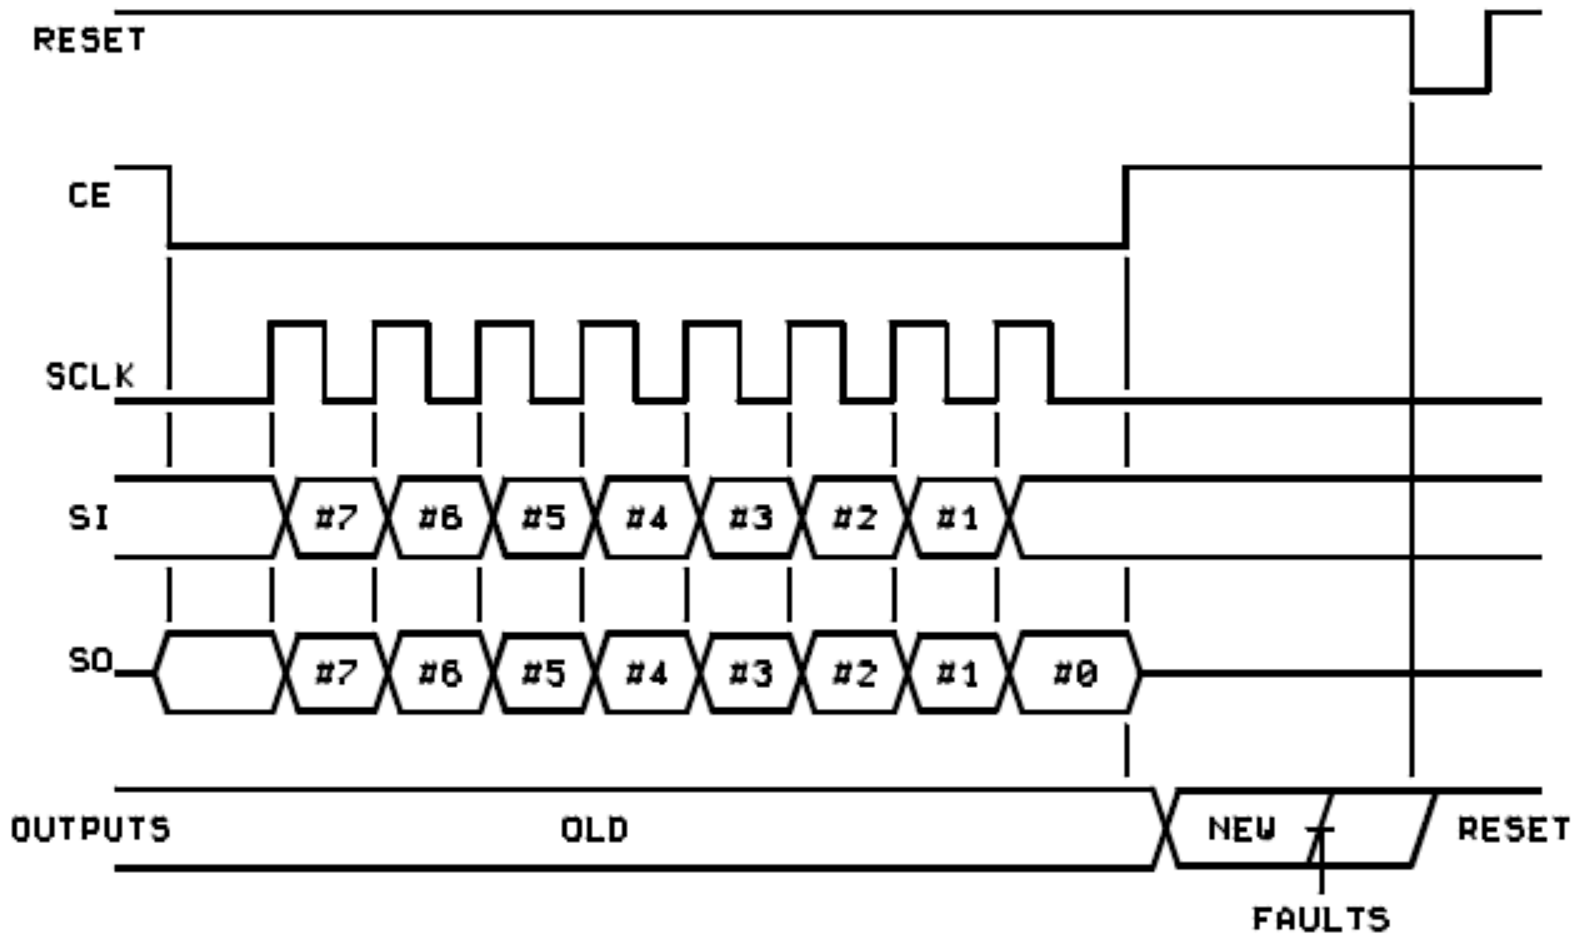 RESET
CE
SCLK
SI #7 #6 #5 #4 #3 #2 #1
SO #7 #6 #5 #4 #3 #2 #1 #0
OUTPUTS OLD NEW RESET
FAULTS